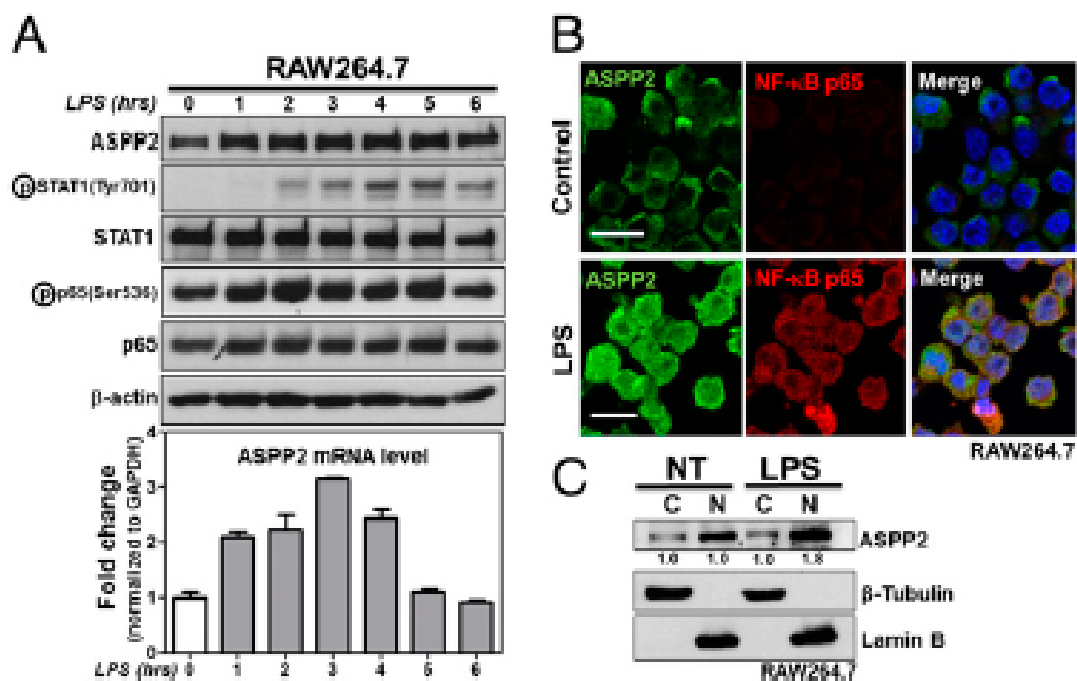 A
RAW264.7
LPS (hrs) 0 1 2 3 4 5 6
ASPP2
ⓟSTAT1(Tyr701)
STAT1
ⓟp65(Ser536)
p65
β-actin
ASPP2 mRNA level
Fold change
(normalized to GAPDH)
4
3
2
1
0
LPS (hrs) 0 1 2 3 4 5 6
B
ASPP2 NF-κB p65 Merge
Control
ASPP2 NF-κB p65 Merge
LPS
RAW264.7
C
NT LPS
C N C N
ASPP2
1.0 1.0 1.0 1.8
β-Tubulin
Lamin B
RAW264.7